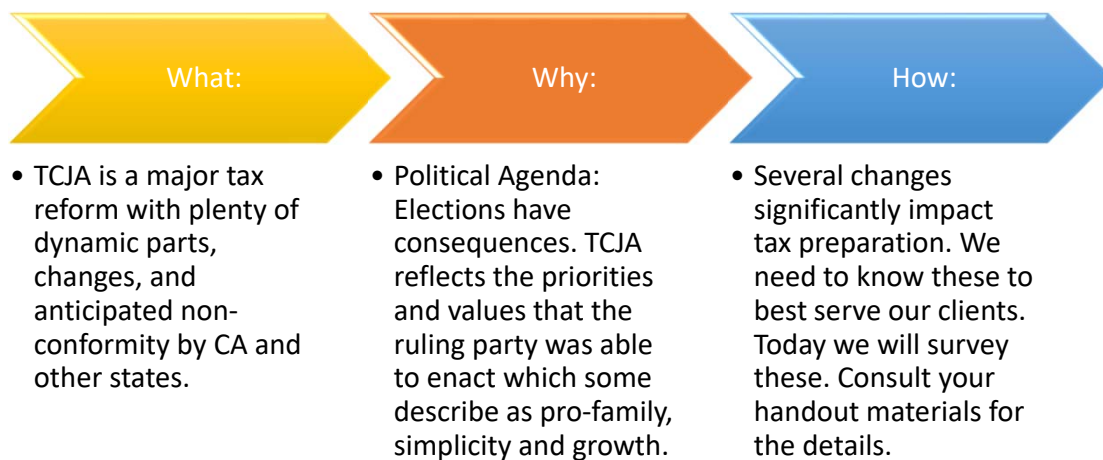 What:
• TCJA is a major tax
reform with plenty of
dynamic parts,
changes, and
anticipated non-
conformity by CA and
other states.
Why:
• Political Agenda:
Elections have
consequences. TCJA
reflects the priorities
and values that the
ruling party was able
to enact which some
describe as pro-family,
simplicity and growth.
How:
• Several changes
significantly impact
tax preparation. We
need to know these to
best serve our clients.
Today we will survey
these. Consult your
handout materials for
the details.